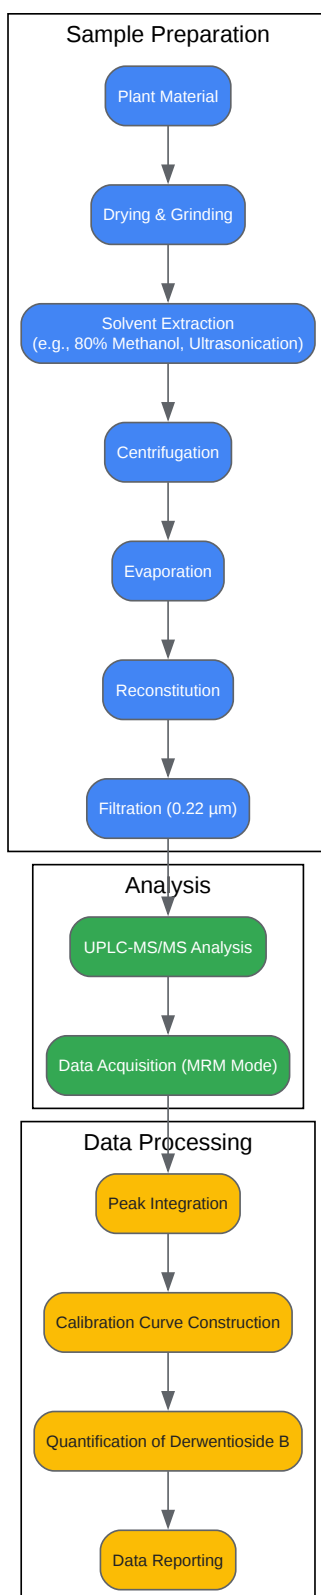 Sample Preparation
Plant Material
Drying & Grinding
Solvent Extraction
(e.g., 80% Methanol, Ultrasonication)
Centrifugation
Evaporation
Reconstitution
Filtration (0.22 µm)
Analysis
UPLC-MS/MS Analysis
Data Acquisition (MRM Mode)
Data Processing
Peak Integration
Calibration Curve Construction
Quantification of Derwentioside B
Data Reporting